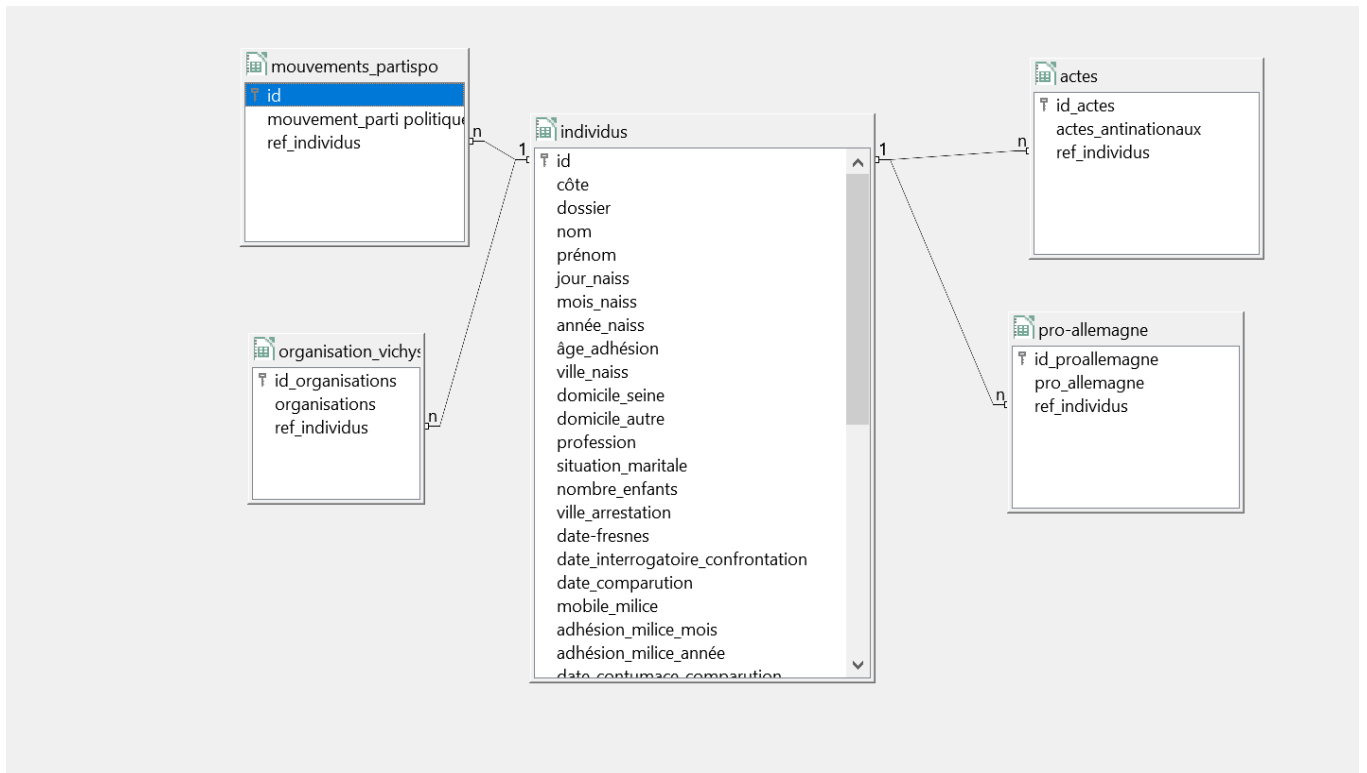 mouvements_partispo
id
mouvement_parti politique
ref_individus
n
organisation_vichys
id_organisations
organisations
ref_individus
n
1
individus
id
côte
dossier
nom
prénom
jour_naiss
mois_naiss
année_naiss
âge_adhésion
ville_naiss
domicile_seine
domicile_autre
profession
situation_maritale
nombre_enfants
ville_arrestation
date-fresnes
date_interrogatoire_confrontation
date_comparution
mobile_milice
adhésion_milice_mois
adhésion_milice_année
date_contumace_comparution
1
n
actes
id_actes
actes_antinationaux
ref_individus
n
pro-allemagne
id_proallemagne
pro_allemagne
ref_individus